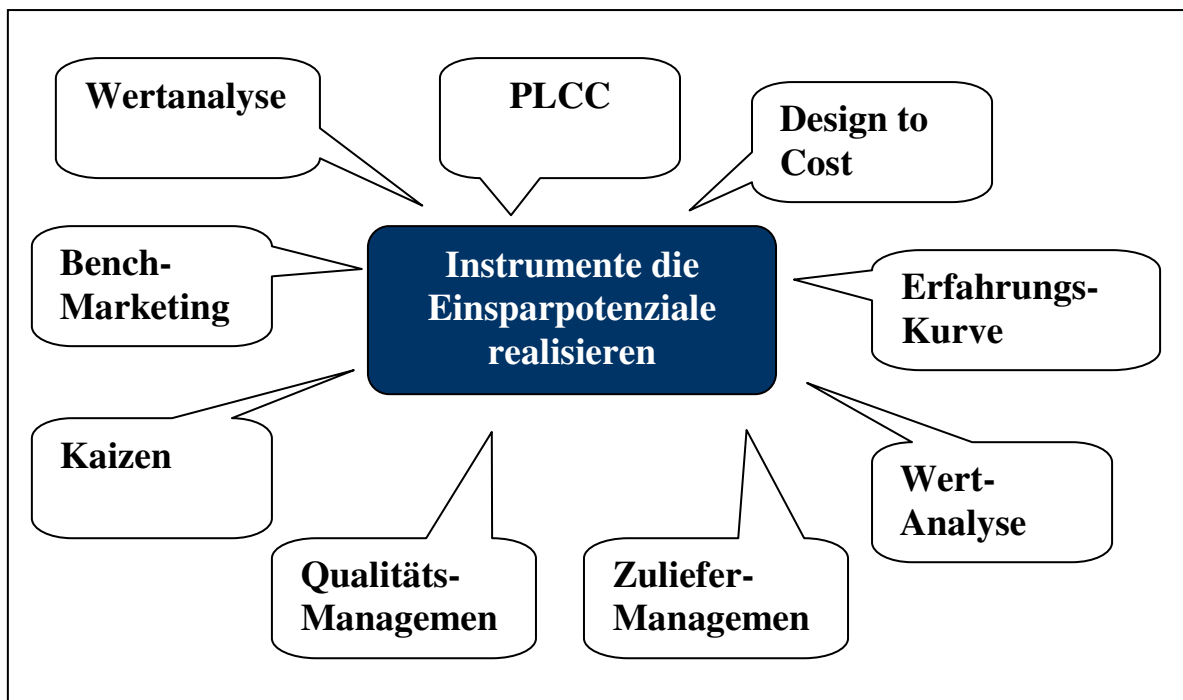 Wertanalyse
PLCC
Design to
Cost
Bench-
Marketing
Instrumente die
Einsparpotenziale
realisieren
Erfahrungs-
Kurve
Kaizen
Wert-
Analyse
Qualitäts-
Managemen
Zuliefer-
Managemen